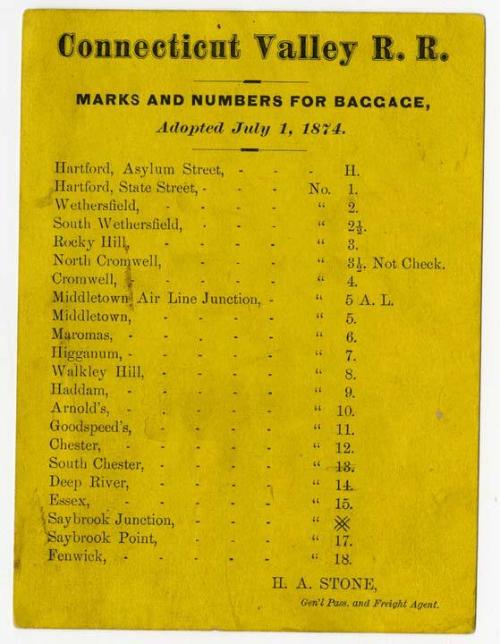 Connecticut Valley R. R.
MARKS AND NUMBERS FOR BAGGAGE,
Adopted July 1, 1874.
Hartford, Asylum Street, - - - H.
Hartford, State Street, - - - No. 1.
Wethersfield, - - - - " 2.
South Wethersfield, - - - " 2½.
Rocky Hill, - - - - " 3.
North Cromwell, - - - " 3½. Not Check.
Cromwell, - - - - - " 4.
Middletown Air Line Junction, - " 5 A. L.
Middletown, - - - - " 5.
Maromas, - - - - - " 6.
Higganum, - - - - - " 7.
Walkley Hill, - - - - " 8.
Haddam, - - - - - " 9.
Arnold's, - - - - - " 10.
Goodspeed's, - - - - " 11.
Chester, - - - - - " 12.
South Chester, - - - - " 13.
Deep River, - - - - " 14.
Essex, - - - - - " 15.
Saybrook Junction, - - - "
Saybrook Point, - - - " 17.
Fenwick, - - - - - " 18.
H. A. STONE,
Gen'l Pass. and Freight Agent.